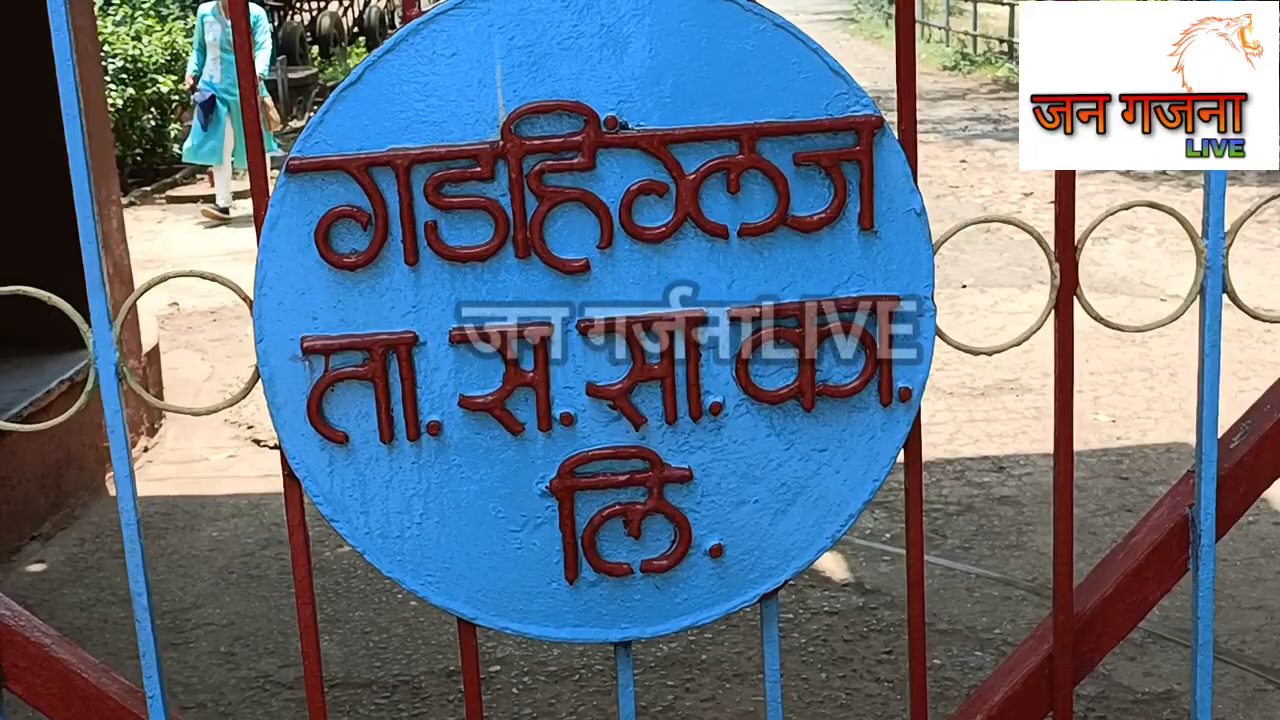 गडहिंग्लज
ता. स. सा. का.
लि.
जन गर्जना LIVE
जन गर्जना
LIVE